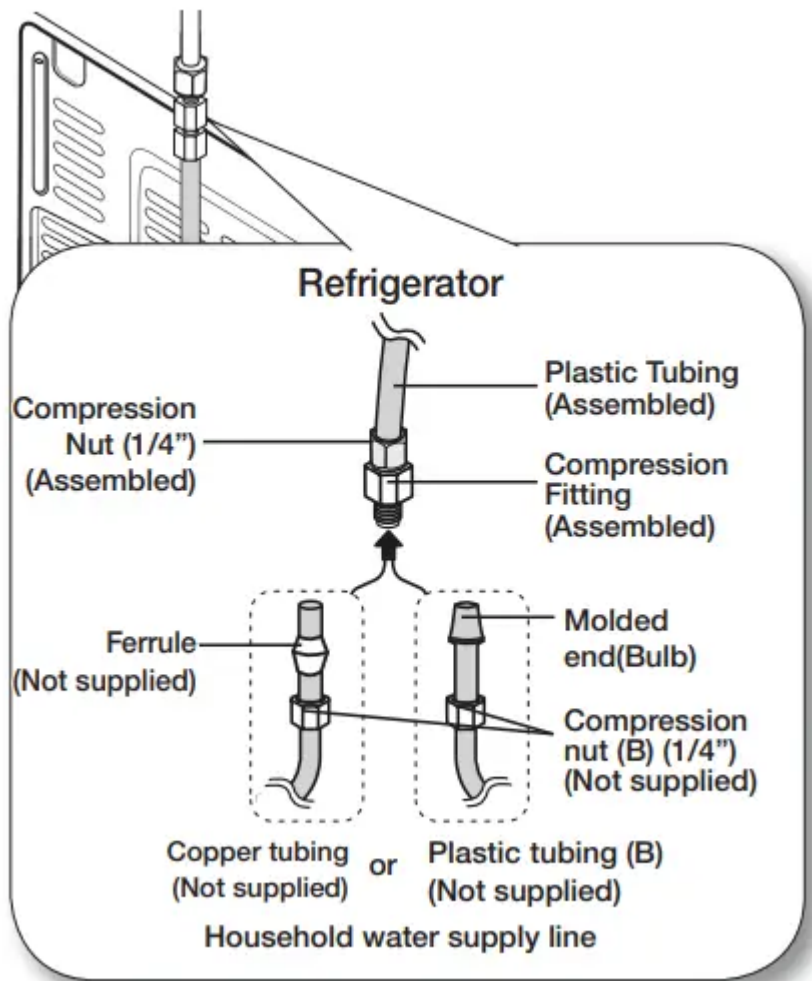 Refrigerator
Plastic Tubing
(Assembled)
Compression
Nut (1/4”)
(Assembled)
Compression
Fitting
(Assembled)
Ferrule
(Not supplied)
Molded
end(Bulb)
Compression
nut (B) (1/4”)
(Not supplied)
Copper tubing
(Not supplied)
or
Plastic tubing (B)
(Not supplied)
Household water supply line